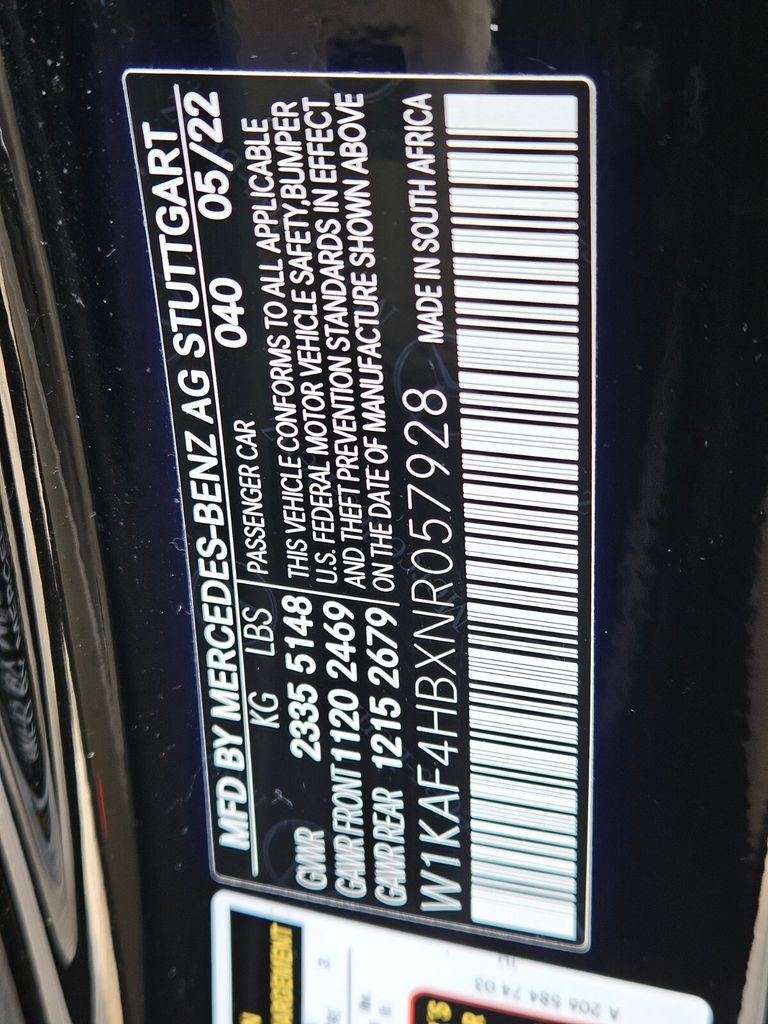 MFD BY MERCEDES-BENZ AG STUTTGART
KG LBS 040 05/22
PASSENGER CAR
GVWR 2335 5148
GAWR FRONT 1120 2469
GAWR REAR 1215 2679
THIS VEHICLE CONFORMS TO ALL APPLICABLE
U.S. FEDERAL MOTOR VEHICLE SAFETY,BUMPER
AND THEFT PREVENTION STANDARDS IN EFFECT
ON THE DATE OF MANUFACTURE SHOWN ABOVE
W1KAF4HBXNR057928 MADE IN SOUTH AFRICA
A 206 584 74 03